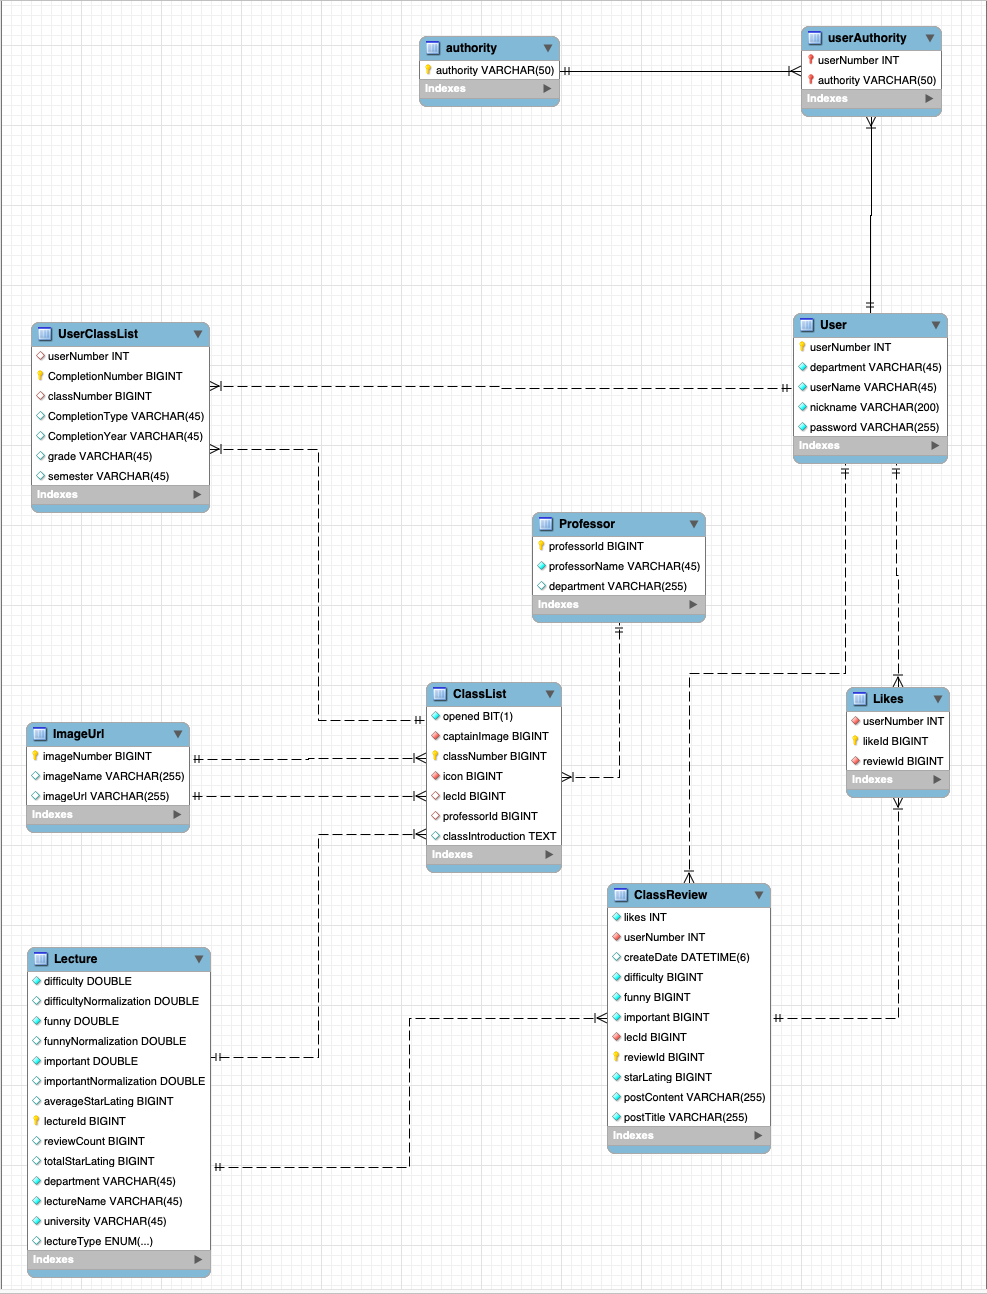 authority
authority VARCHAR(50)
Indexes
userAuthority
userNumber INT
authority VARCHAR(50)
Indexes
UserClassList
userNumber INT
CompletionNumber BIGINT
classNumber BIGINT
CompletionType VARCHAR(45)
CompletionYear VARCHAR(45)
grade VARCHAR(45)
semester VARCHAR(45)
Indexes
User
userNumber INT
department VARCHAR(45)
userName VARCHAR(45)
nickname VARCHAR(200)
password VARCHAR(255)
Indexes
Professor
professorId BIGINT
professorName VARCHAR(45)
department VARCHAR(255)
Indexes
ClassList
opened BIT(1)
captainImage BIGINT
classNumber BIGINT
icon BIGINT
lecId BIGINT
professorId BIGINT
classIntroduction TEXT
Indexes
Likes
userNumber INT
likeId BIGINT
reviewId BIGINT
Indexes
ImageUrl
imageNumber BIGINT
imageName VARCHAR(255)
imageUrl VARCHAR(255)
Indexes
ClassReview
likes INT
userNumber INT
createDate DATETIME(6)
difficulty BIGINT
funny BIGINT
important BIGINT
lecId BIGINT
reviewId BIGINT
starLating BIGINT
postContent VARCHAR(255)
postTitle VARCHAR(255)
Indexes
Lecture
difficulty DOUBLE
difficultyNormalization DOUBLE
funny DOUBLE
funnyNormalization DOUBLE
important DOUBLE
importantNormalization DOUBLE
averageStarLating BIGINT
lectureId BIGINT
reviewCount BIGINT
totalStarLating BIGINT
department VARCHAR(45)
lectureName VARCHAR(45)
university VARCHAR(45)
lectureType ENUM(...)
Indexes